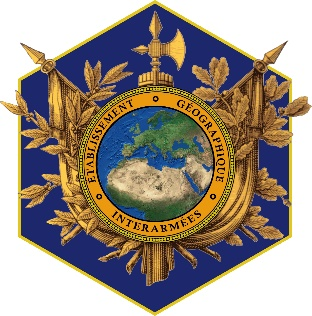 ÉTABLISSEMENT GÉOGRAPHIQUE
INTERARMÉES